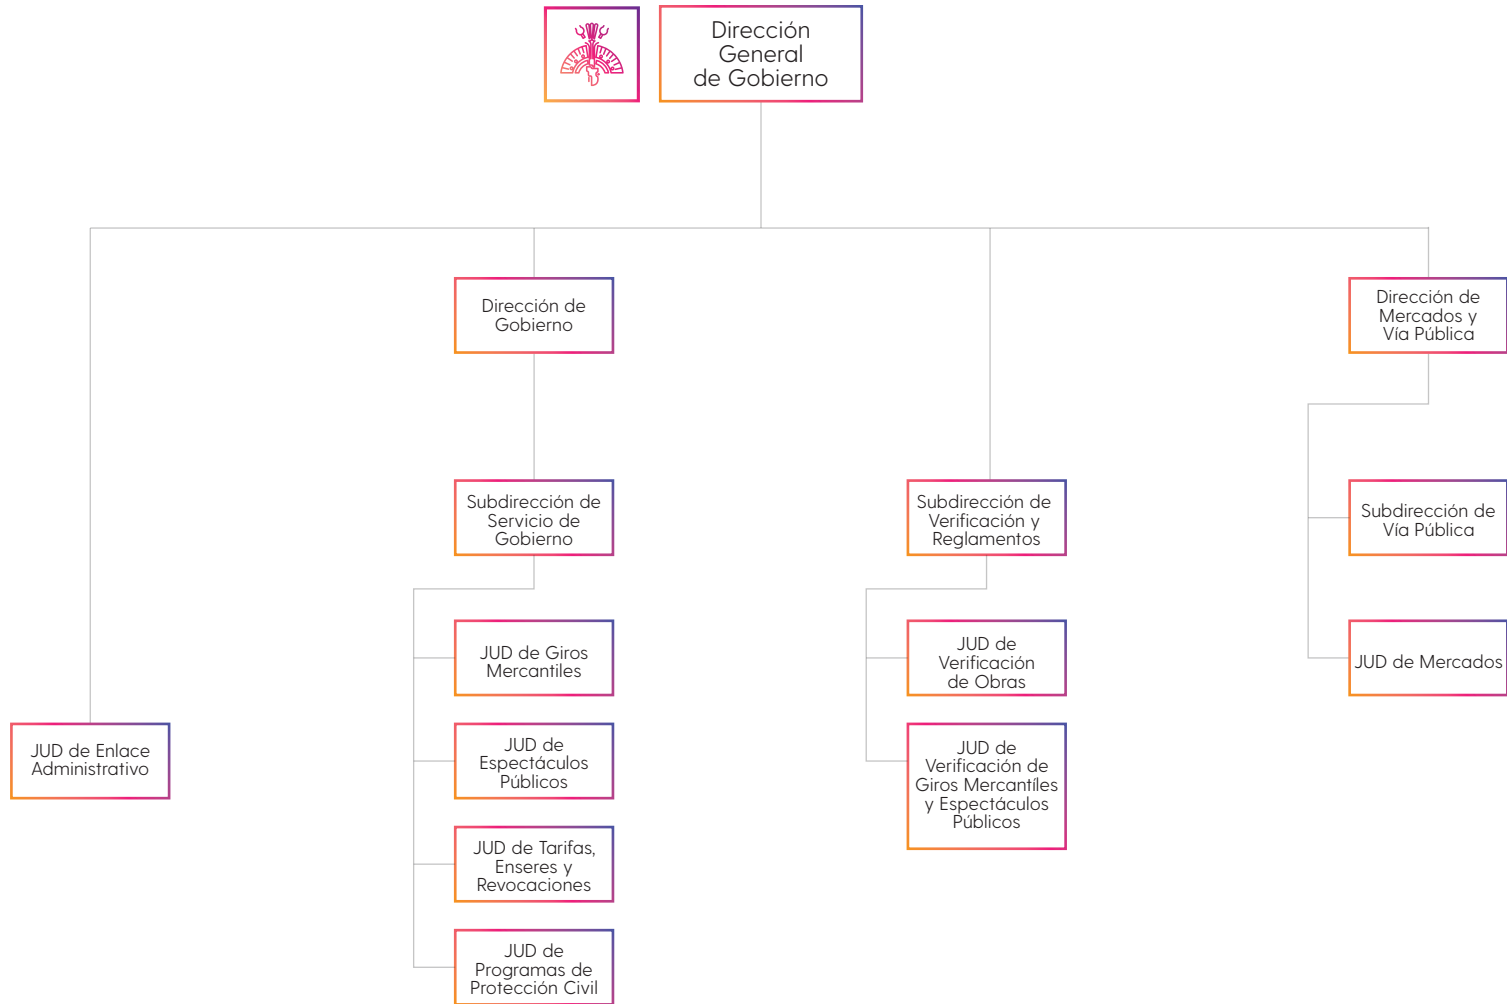 Dirección
General
de Gobierno
Dirección de
Gobierno
Dirección de
Mercados y
Vía Pública
Subdirección de
Servicio de
Gobierno
Subdirección de
Verificación y
Reglamentos
Subdirección de
Vía Pública
JUD de Giros
Mercantiles
JUD de
Verificación
de Obras
JUD de Mercados
JUD de Enlace
Administrativo
JUD de
Espectáculos
Públicos
JUD de
Verificación de
Giros Mercantíles
y Espectáculos
Públicos
JUD de Tarifas,
Enseres y
Revocaciones
JUD de
Programas de
Protección Civil